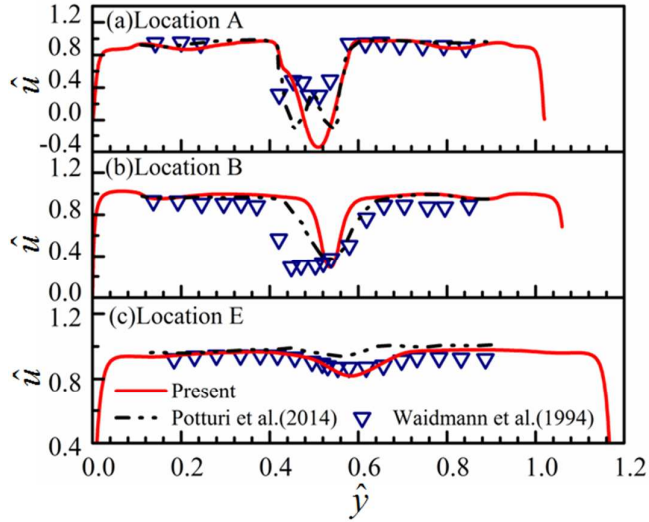 1.2
(a)Location A
0.8
0.4
0.0
-0.4
û
1.2
(b)Location B
0.8
0.4
0.0
û
1.2
(c)Location E
0.8
0.4
û
Present
Potturi et al.(2014) Waidmann et al.(1994)
0.0 0.2 0.4 0.6 0.8 1.0 1.2
ŷ